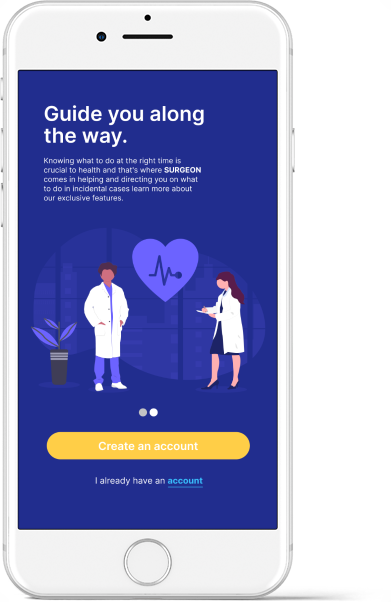 Guide you along
the way.
Knowing what to do at the right time is
crucial to health and that's where SURGEON
comes in helping and directing you on what
to do in incidental cases learn more about
our exclusive features.
Create an account
I already have an account